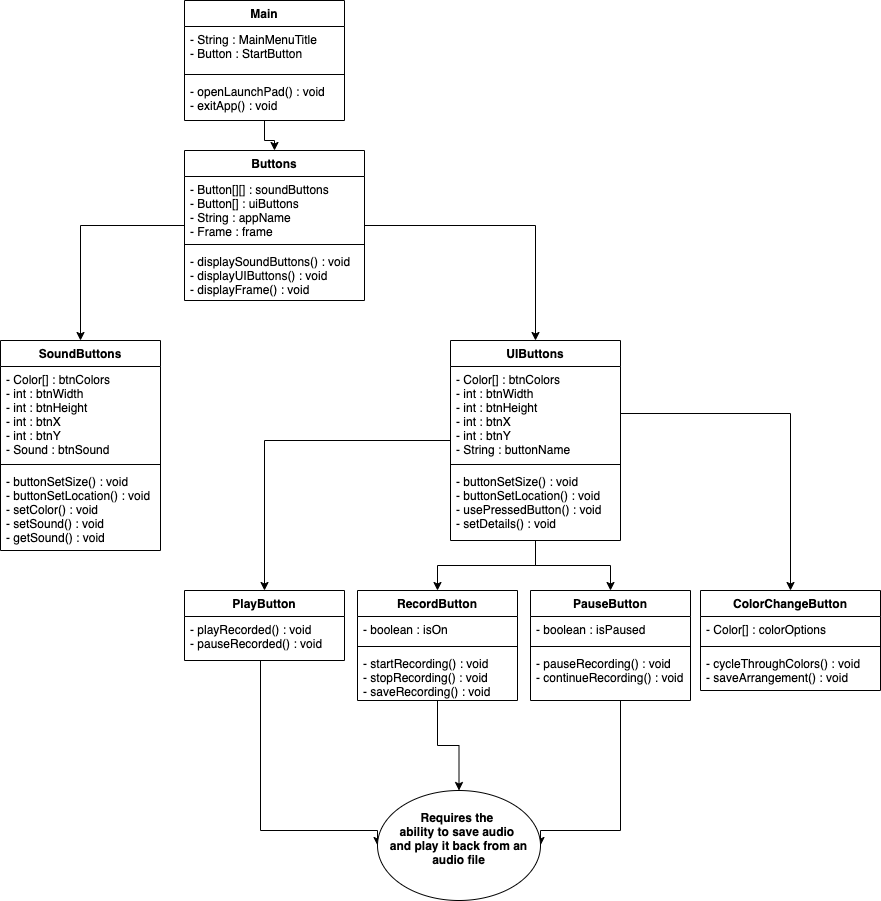 Main
- String : MainMenuTitle
- Button : StartButton
- openLaunchPad() : void
- exitApp() : void
Buttons
- Button[][] : soundButtons
- Button[] : uiButtons
- String : appName
- Frame : frame
- displaySoundButtons() : void
- displayUIButtons() : void
- displayFrame() : void
SoundButtons
- Color[] : btnColors
- int : btnWidth
- int : btnHeight
- int : btnX
- int : btnY
- Sound : btnSound
- buttonSetSize() : void
- buttonSetLocation() : void
- setColor() : void
- setSound() : void
- getSound() : void
UIButtons
- Color[] : btnColors
- int : btnWidth
- int : btnHeight
- int : btnX
- int : btnY
- String : buttonName
- buttonSetSize() : void
- buttonSetLocation() : void
- usePressedButton() : void
- setDetails() : void
PlayButton
- playRecorded() : void
- pauseRecorded() : void
RecordButton
- boolean : isOn
- startRecording() : void
- stopRecording() : void
- saveRecording() : void
PauseButton
- boolean : isPaused
- pauseRecording() : void
- continueRecording() : void
ColorChangeButton
- Color[] : colorOptions
- cycleThroughColors() : void
- saveArrangement() : void
Requires the
ability to save audio
and play it back from an
audio file